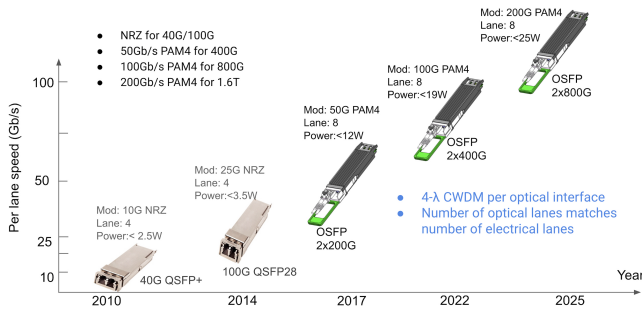 ● NRZ for 40G/100G
● 50Gb/s PAM4 for 400G
● 100Gb/s PAM4 for 800G
● 200Gb/s PAM4 for 1.6T
Mod: 200G PAM4
Lane: 8
Power:<25W
OSFP
2x800G
Mod: 100G PAM4
Lane: 8
Power:<19W
OSFP
2x400G
Mod: 50G PAM4
Lane: 8
Power:<12W
OSFP
2x200G
Mod: 25G NRZ
Lane: 4
Power:<3.5W
100G QSFP28
Mod: 10G NRZ
Lane: 4
Power:< 2.5W
40G QSFP+
● 4-λ CWDM per optical interface
● Number of optical lanes matches
number of electrical lanes
Per lane speed (Gb/s)
100
50
25
10
2010
2014
2017
2022
2025
Year